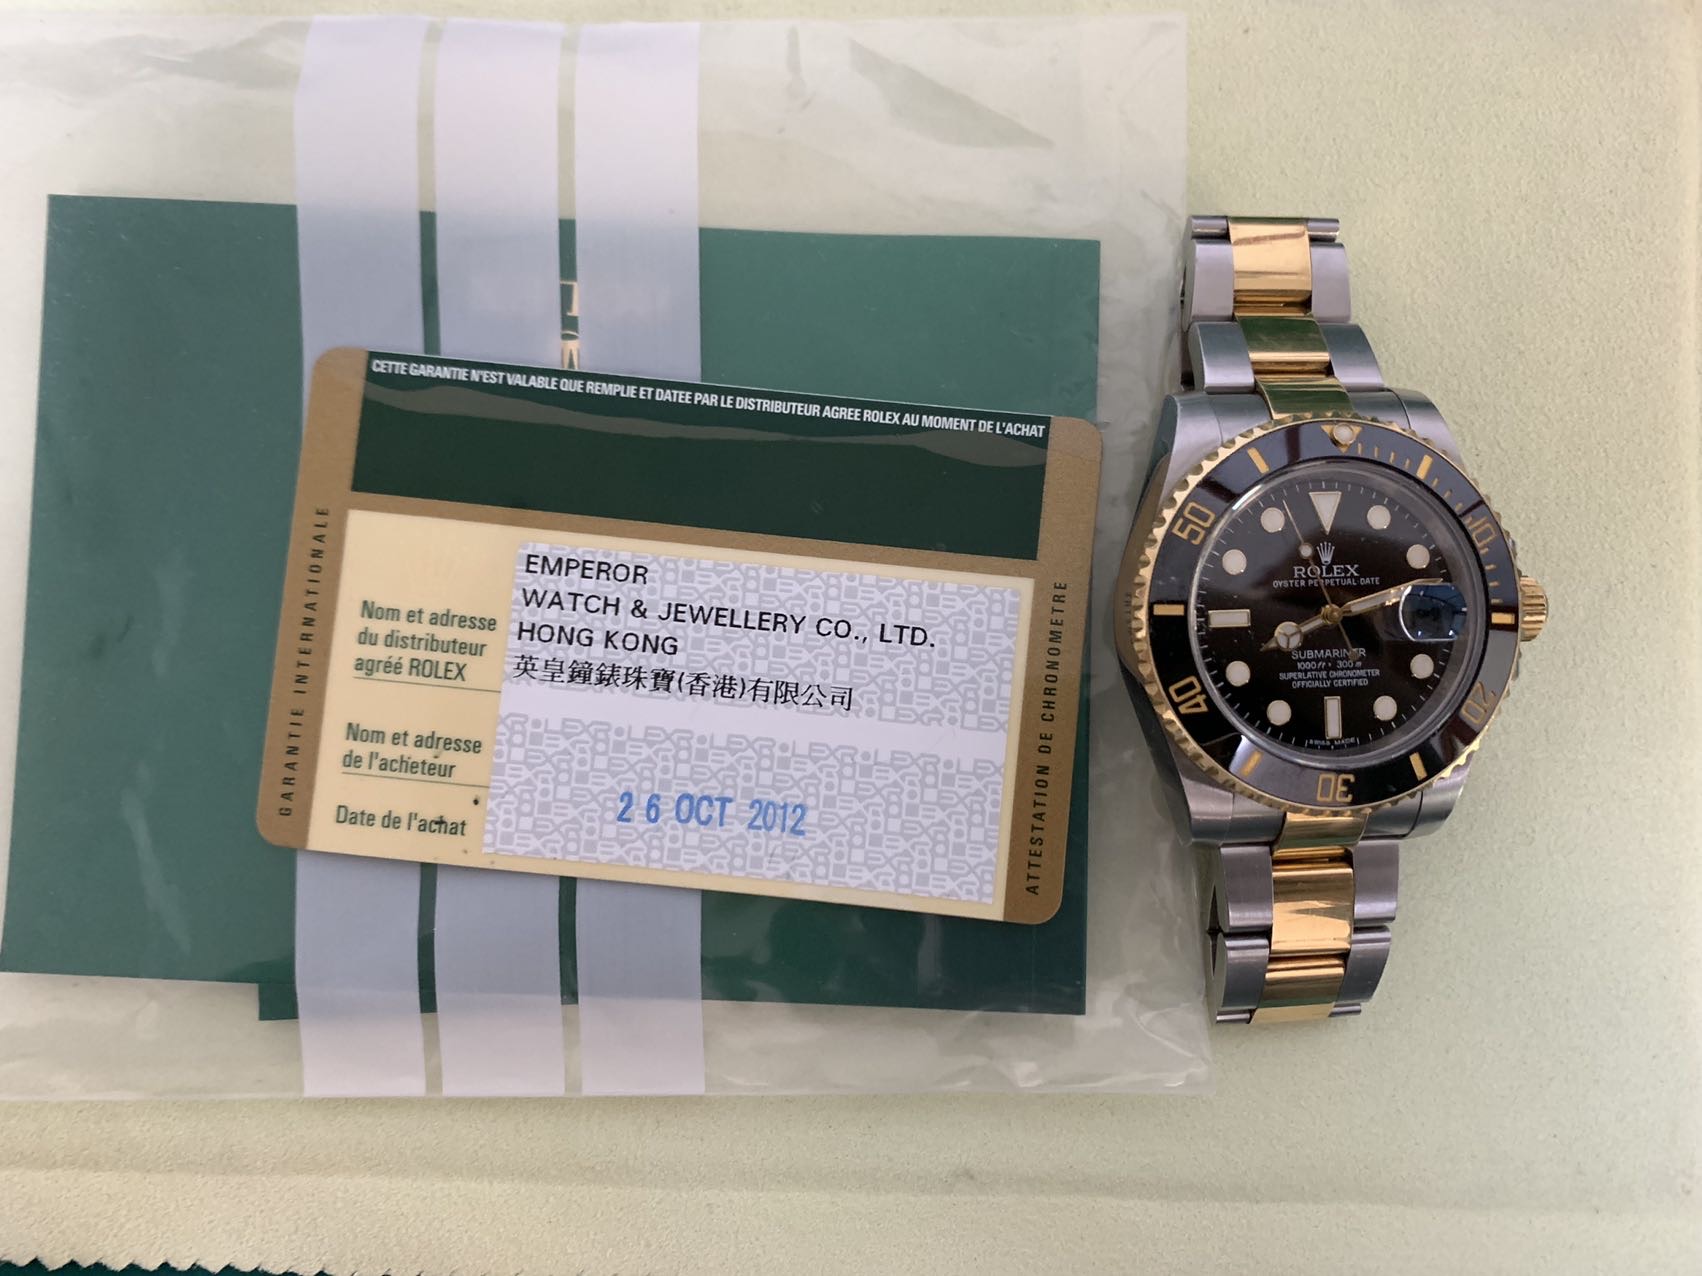 CETTE GARANTIE N'EST VALABLE QUE REMPLIE ET DATEE PAR LE DISTRIBUTEUR AGREE ROLEX AU MOMENT DE L'ACHAT
GARANTIE INTERNATIONALE
Nom et adresse
du distributeur
agréé ROLEX
EMPEROR
WATCH & JEWELLERY CO., LTD.
HONG KONG
英皇鐘錶珠寶(香港)有限公司
Nom et adresse
de l'acheteur
Date de l'achat
26 OCT 2012
ATTESTATION DE CHRONOMETRE
10
20
30
40
50
ROLEX
OYSTER PERPETUAL DATE
SUBMARINER
1000ft = 300m
SUPERLATIVE CHRONOMETER
OFFICIALLY CERTIFIED
SWISS MADE